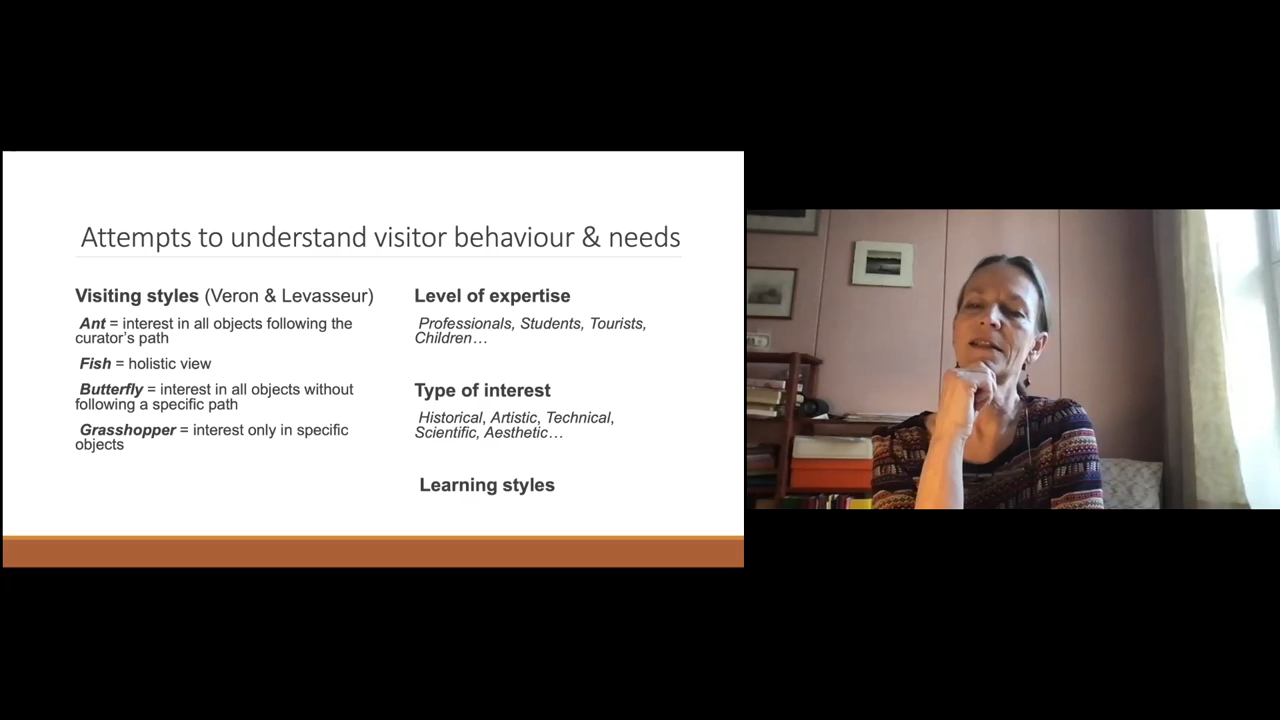 Attempts to understand visitor behaviour & needs
Visiting styles (Veron & Levasseur)
Ant = interest in all objects following the
curator's path
Fish = holistic view
Butterfly = interest in all objects without
following a specific path
Grasshopper = interest only in specific
objects
Level of expertise
Professionals, Students, Tourists,
Children…
Type of interest
Historical, Artistic, Technical,
Scientific, Aesthetic…
Learning styles